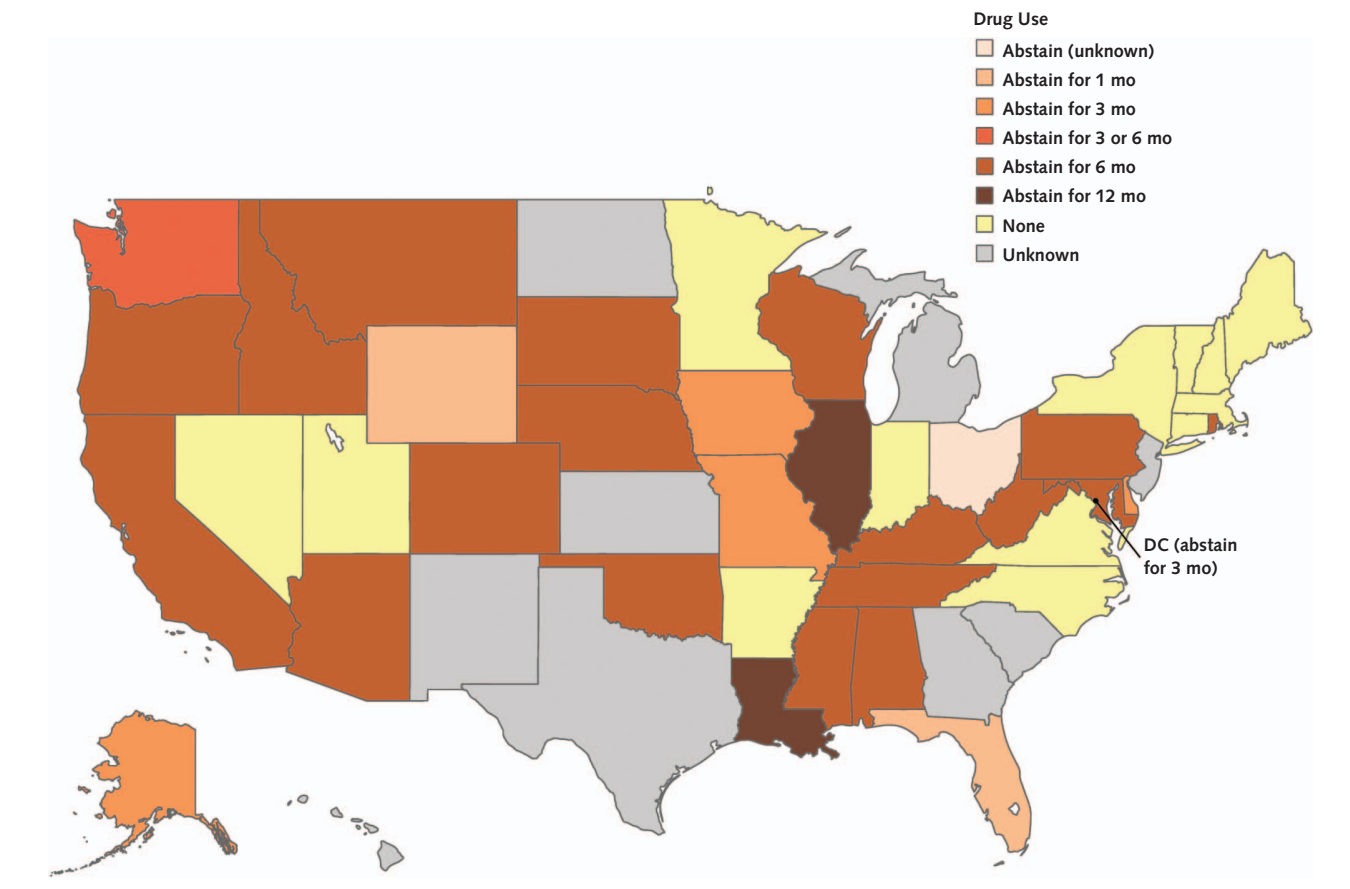 Drug Use
Abstain (unknown)
Abstain for 1 mo
Abstain for 3 mo
Abstain for 3 or 6 mo
Abstain for 6 mo
Abstain for 12 mo
None
Unknown
DC (abstain
for 3 mo)